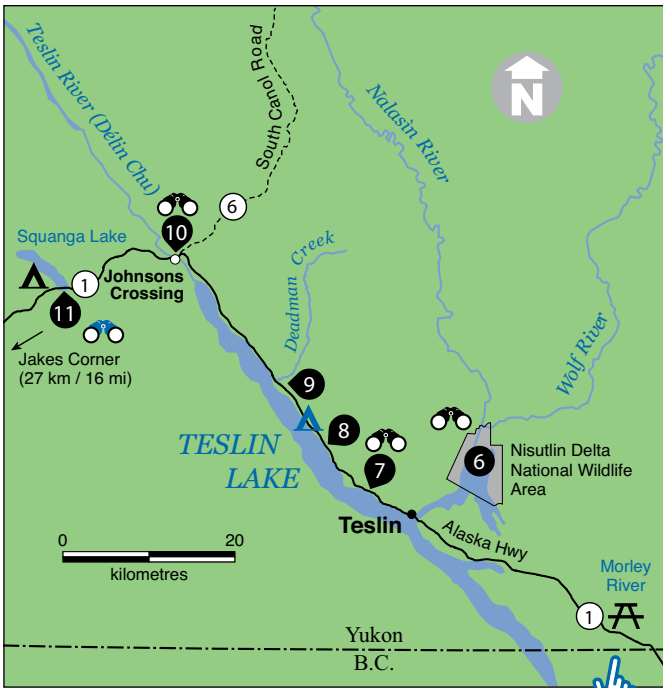 Teslin River (Délin Chu)
South Canol Road
Nalasìn River
N
6
10
Squanga Lake
Johnsons
Crossing
1
11
Jakes Corner
(27 km / 16 mi)
Deadman Creek
Wolf River
9
8
7
6
TESLIN
LAKE
Nisutlin Delta
National Wildlife
Area
Teslin
Alaska Hwy
0
20
kilometres
Morley
River
1
Yukon
B.C.